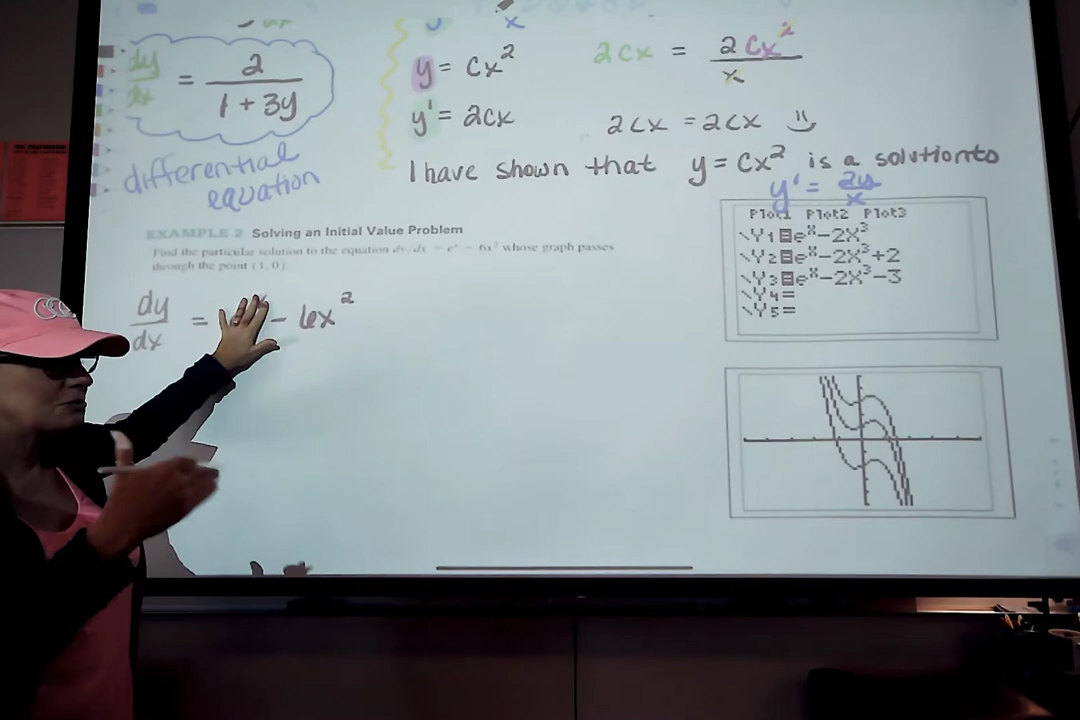 dy/dx = 2/(1 + 3y)
differential
equation
y = Cx²
y' = 2Cx
2Cx = 2Cx²/x
2Cx = 2Cx
I have shown that y = Cx² is a solution to
y' = 2y/x
EXAMPLE 2 Solving an Initial Value Problem
Find the particular solution to the equation dy/dx = eˣ − 6x² whose graph passes
through the point (1, 0).
dy/dx = − 6x²
Plot1 Plot2 Plot3
\Y1=e^X-2X³
\Y2=e^X-2X³+2
\Y3=e^X-2X³-3
\Y4=
\Y5=